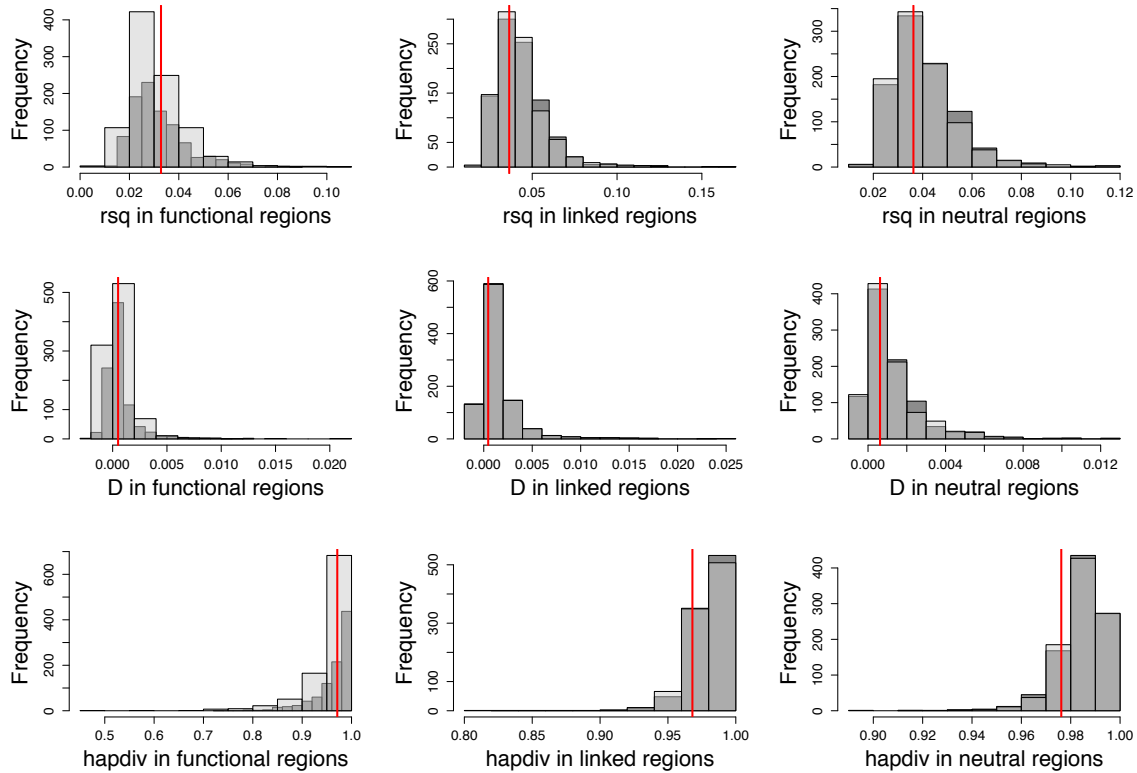 Frequency
0 100 200 300 400
0.00 0.02 0.04 0.06 0.08 0.10
rsq in functional regions
Frequency
0 50 150 250
0.05 0.10 0.15
rsq in linked regions
Frequency
0 100 200 300
0.02 0.04 0.06 0.08 0.10 0.12
rsq in neutral regions
Frequency
0 100 300 500
0.000 0.005 0.010 0.015 0.020
D in functional regions
Frequency
0 100 300 500
0.000 0.005 0.010 0.015 0.020 0.025
D in linked regions
Frequency
0 100 200 300 400
0.000 0.004 0.008 0.012
D in neutral regions
Frequency
0 200 400 600
0.5 0.6 0.7 0.8 0.9 1.0
hapdiv in functional regions
Frequency
0 100 300 500
0.80 0.85 0.90 0.95 1.00
hapdiv in linked regions
Frequency
0 100 200 300 400
0.90 0.92 0.94 0.96 0.98 1.00
hapdiv in neutral regions